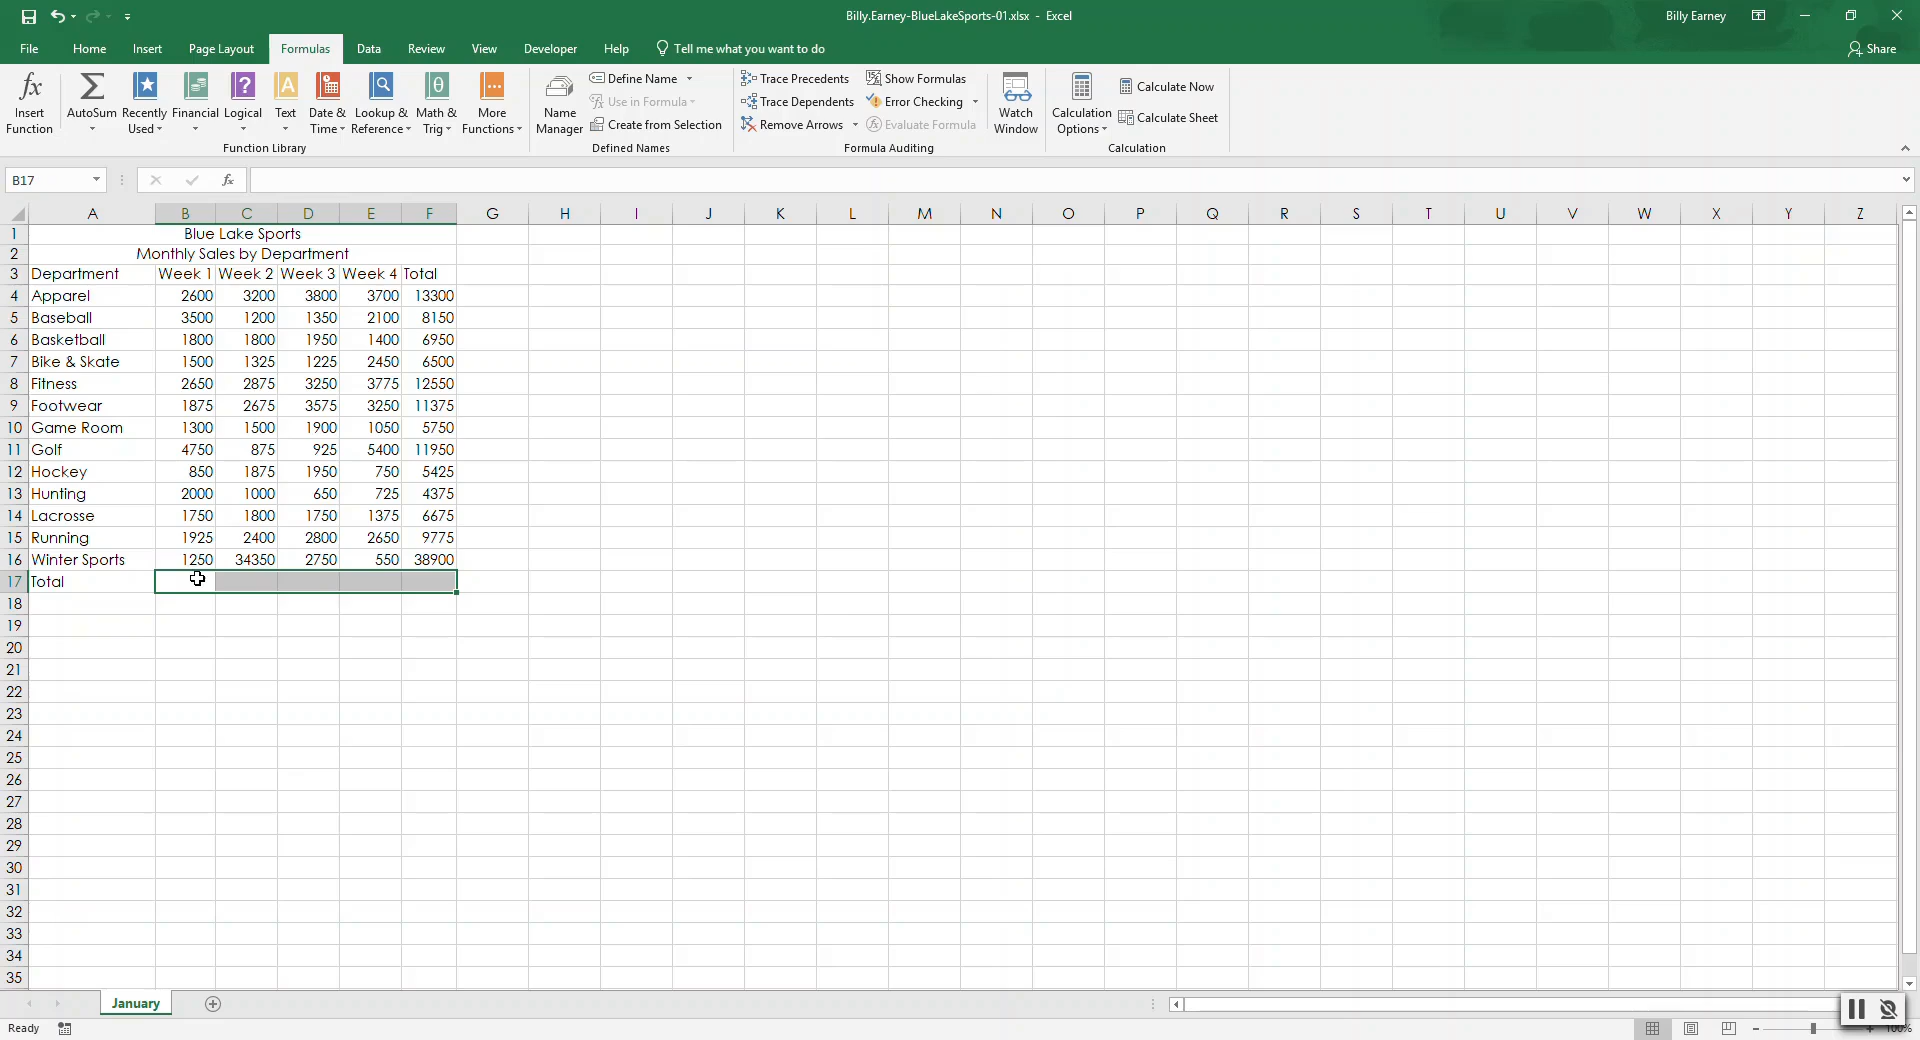 Billy.Earney-BlueLakeSports-01.xlsx - Excel
Billy Earney
File Home Insert Page Layout Formulas Data Review View Developer Help Tell me what you want to do Share
Insert Function
AutoSum
Recently Used
Financial
Logical
Text
Date & Time
Lookup & Reference
Math & Trig
More Functions
Function Library
Name Manager
Define Name
Use in Formula
Create from Selection
Defined Names
Trace Precedents
Trace Dependents
Remove Arrows
Show Formulas
Error Checking
Evaluate Formula
Formula Auditing
Watch Window
Calculation Options
Calculate Now
Calculate Sheet
Calculation
B17 fx
A B C D E F G H I J K L M N O P Q R S T U V W X Y Z
1 Blue Lake Sports
2 Monthly Sales by Department
3 Department Week 1 Week 2 Week 3 Week 4 Total
4 Apparel 2600 3200 3800 3700 13300
5 Baseball 3500 1200 1350 2100 8150
6 Basketball 1800 1800 1950 1400 6950
7 Bike & Skate 1500 1325 1225 2450 6500
8 Fitness 2650 2875 3250 3775 12550
9 Footwear 1875 2675 3575 3250 11375
10 Game Room 1300 1500 1900 1050 5750
11 Golf 4750 875 925 5400 11950
12 Hockey 850 1875 1950 750 5425
13 Hunting 2000 1000 650 725 4375
14 Lacrosse 1750 1800 1750 1375 6675
15 Running 1925 2400 2800 2650 9775
16 Winter Sports 1250 34350 2750 550 38900
17 Total
18
19
20
21
22
23
24
25
26
27
28
29
30
31
32
33
34
35
January
Ready
100%